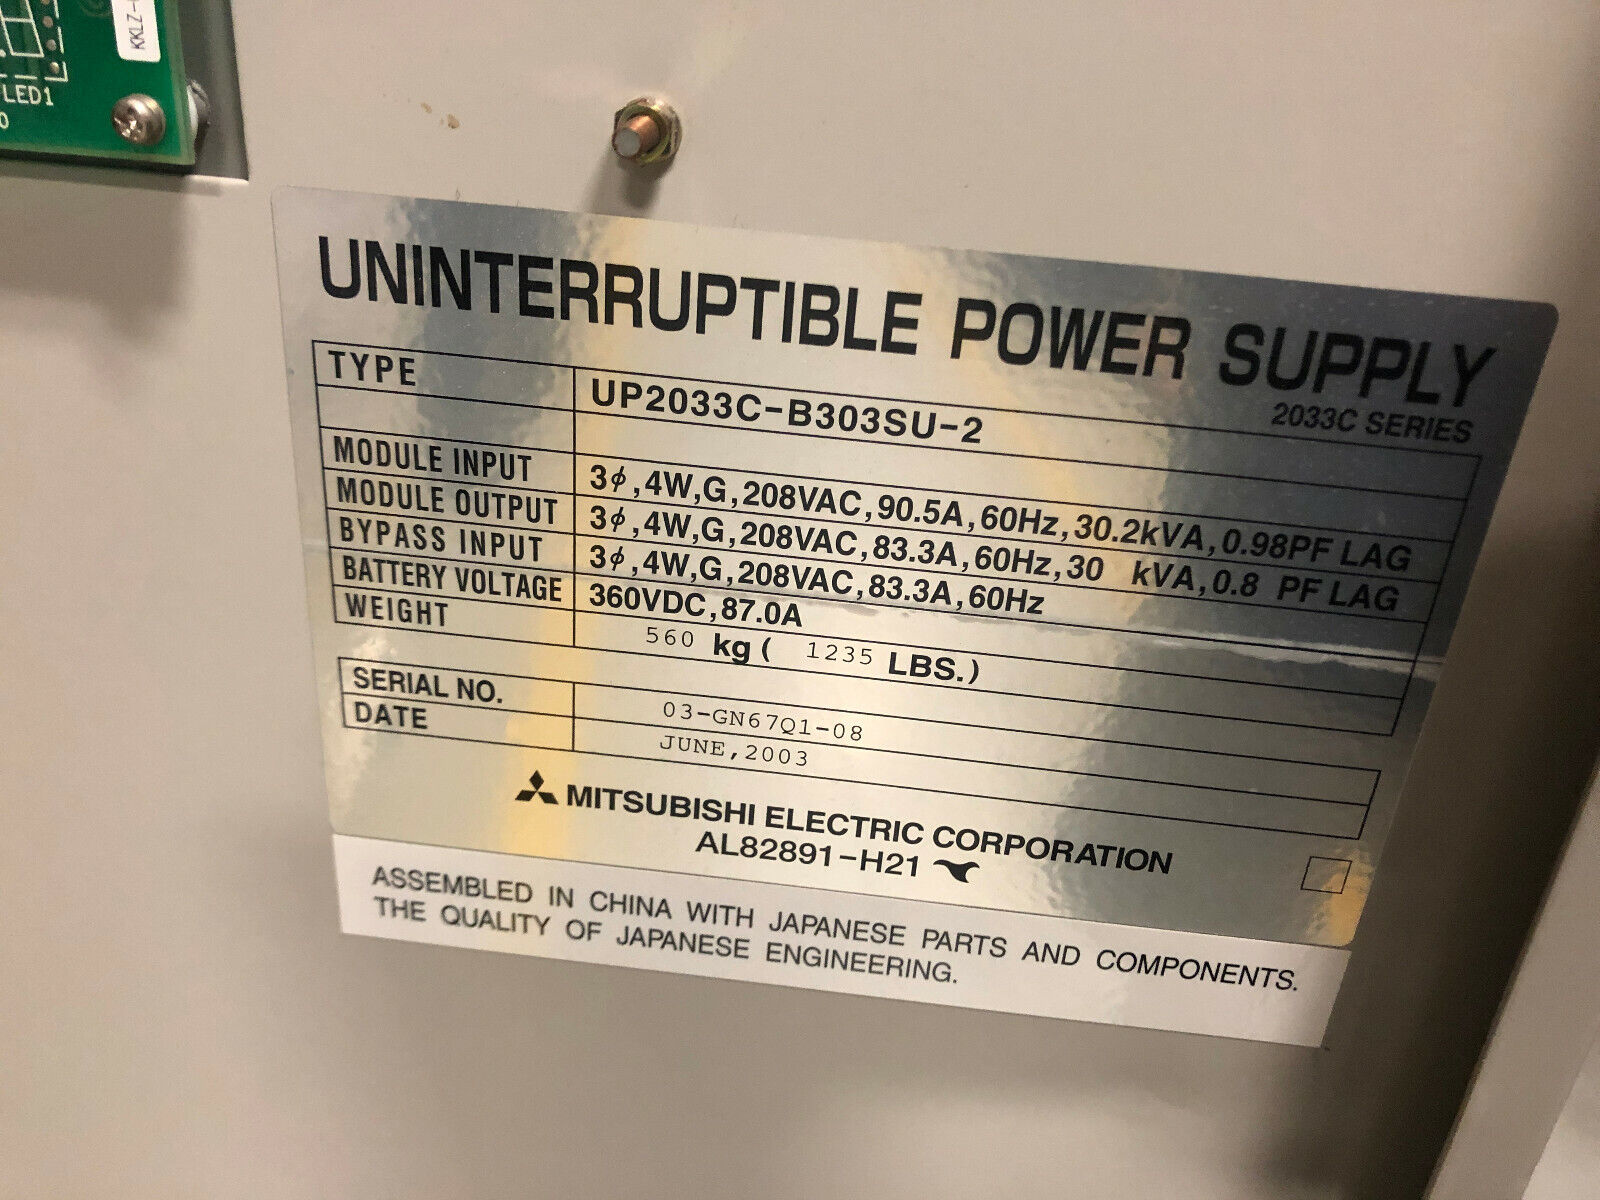 KKLZ-
LED1
0
UNINTERRUPTIBLE POWER SUPPLY
2033C SERIES
TYPE UP2033C-B303SU-2
MODULE INPUT 3ϕ,4W,G,208VAC,90.5A,60Hz,30.2kVA,0.98PF LAG
MODULE OUTPUT 3ϕ,4W,G,208VAC,83.3A,60Hz,30 kVA,0.8 PF LAG
BYPASS INPUT 3ϕ,4W,G,208VAC,83.3A,60Hz
BATTERY VOLTAGE 360VDC,87.0A
WEIGHT 560 kg ( 1235 LBS.)
SERIAL NO. 03-GN67Q1-08
DATE JUNE,2003
MITSUBISHI ELECTRIC CORPORATION
AL82891-H21
ASSEMBLED IN CHINA WITH JAPANESE PARTS AND COMPONENTS.
THE QUALITY OF JAPANESE ENGINEERING.